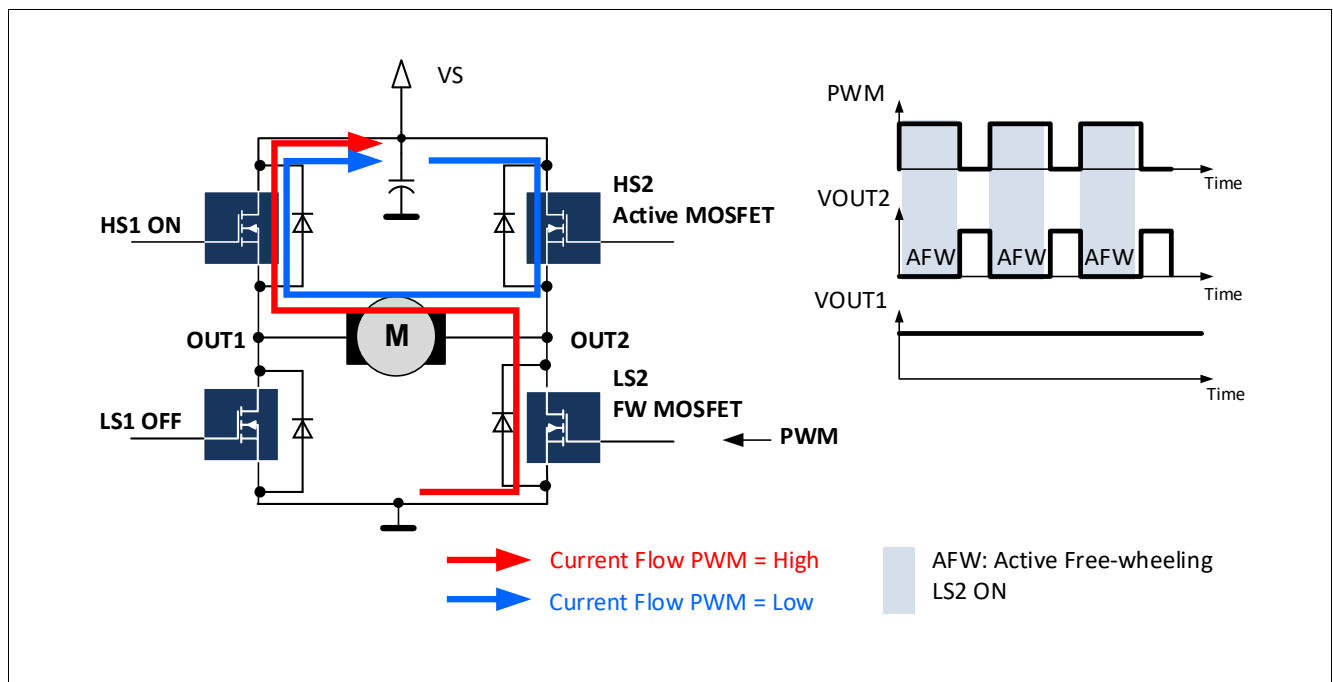 VS
HS1 ON
HS2
Active MOSFET
OUT1
M
OUT2
LS1 OFF
LS2
FW MOSFET
PWM
PWM
Time
VOUT2
AFW
AFW
AFW
Time
VOUT1
Time
Current Flow PWM = High
Current Flow PWM = Low
AFW: Active Free-wheeling
LS2 ON